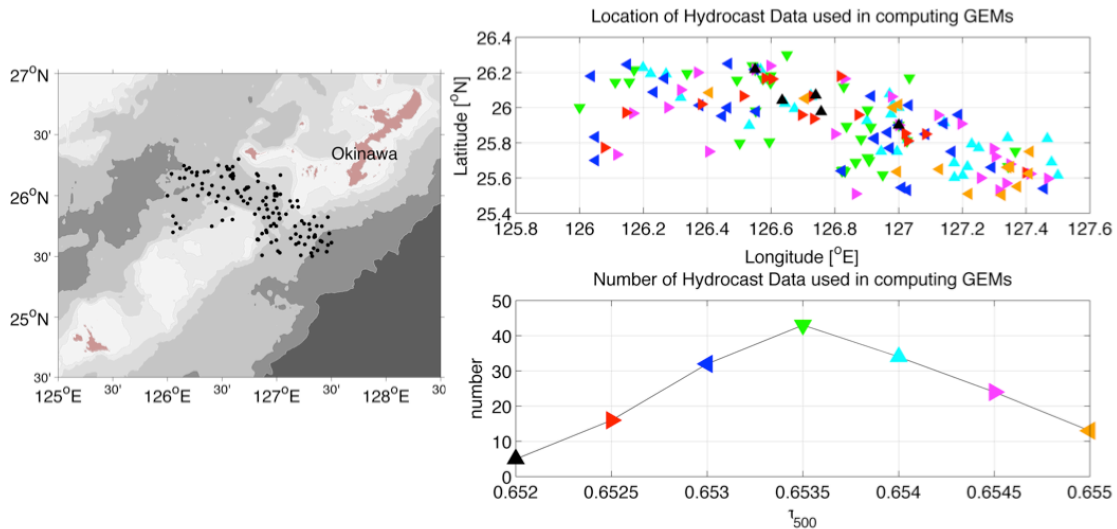 27°N
30'
26°N
30'
25°N
30'
125°E
30'
126°E
30'
127°E
30'
128°E
30'
Okinawa
Location of Hydrocast Data used in computing GEMs
26.4
26.2
26
25.8
25.6
25.4
Latitude [°N]
125.8
126
126.2
126.4
126.6
126.8
127
127.2
127.4
127.6
Longitude [°E]
Number of Hydrocast Data used in computing GEMs
50
40
30
20
10
0
number
0.652
0.6525
0.653
0.6535
0.654
0.6545
0.655
τ500